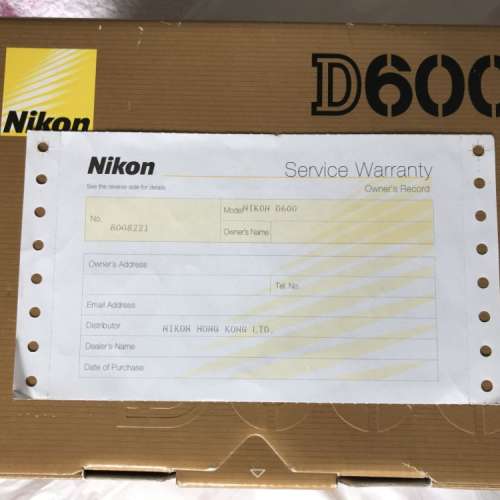 Nikon
D600
Nikon
Service Warranty
See the reverse side for details.
Owner's Record
No. 8008221
Model NIKON D600
Owner's Name
Owner's Address
Tel. No.
Email Address
Distributor NIKON HONG KONG LTD.
Dealer's Name
Date of Purchase